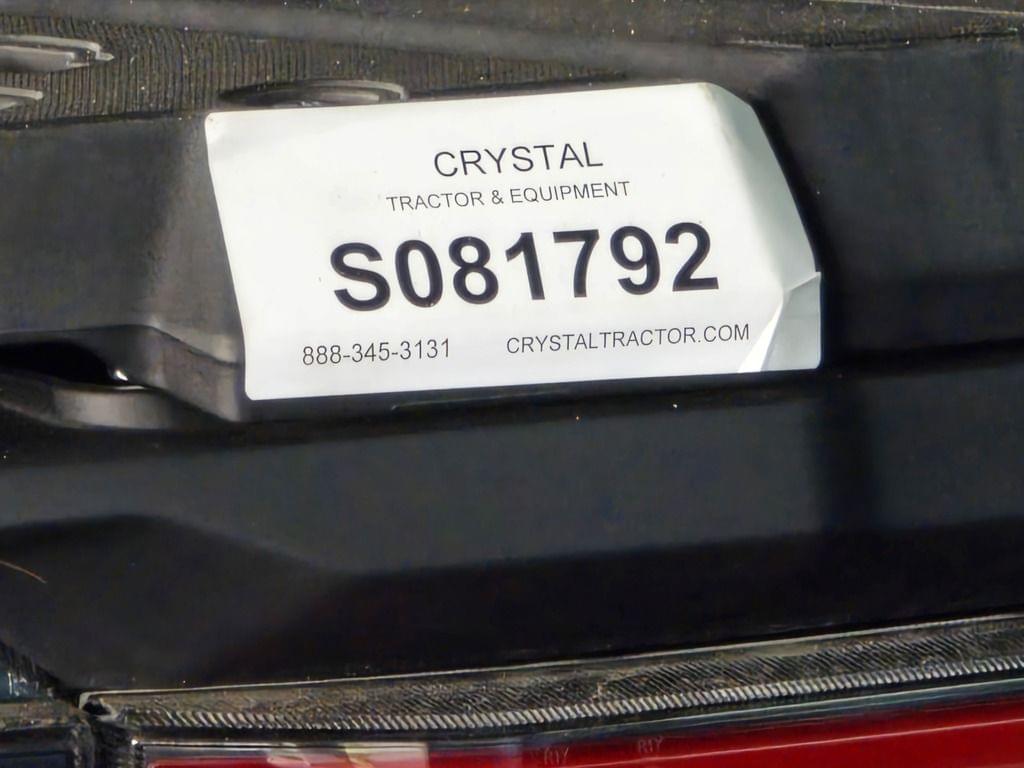 CRYSTAL
TRACTOR & EQUIPMENT
S081792
888-345-3131 CRYSTALTRACTOR.COM